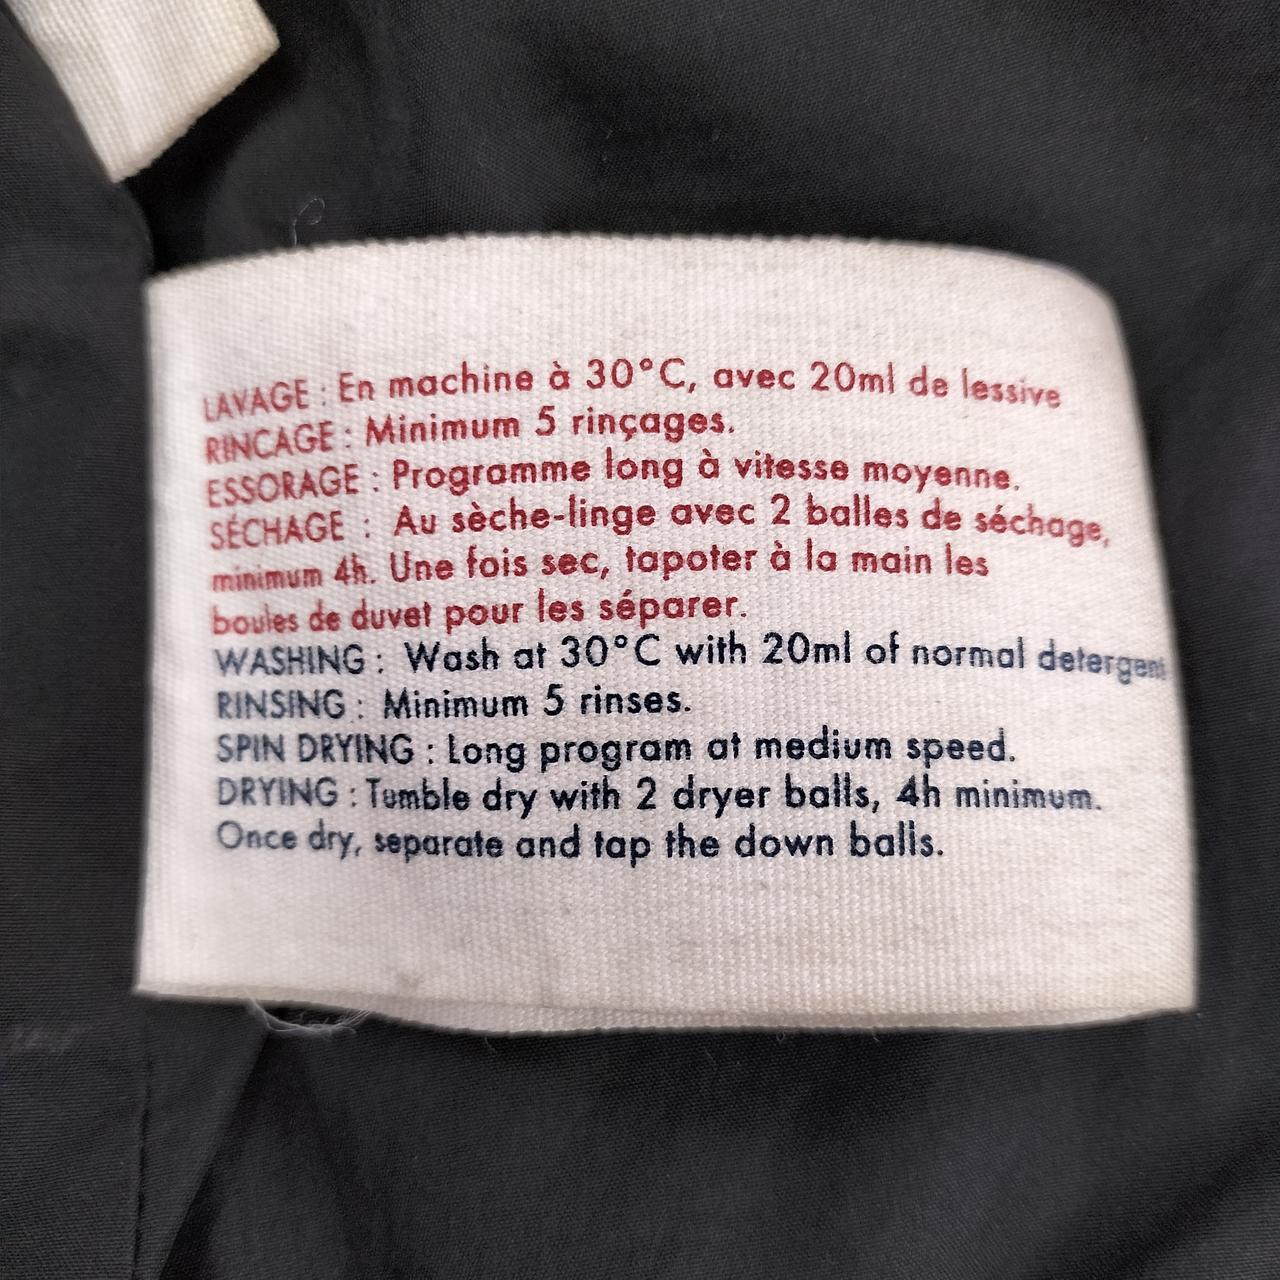 LAVAGE : En machine à 30°C, avec 20ml de lessive
RINCAGE : Minimum 5 rinçages.
ESSORAGE : Programme long à vitesse moyenne.
SÉCHAGE : Au sèche-linge avec 2 balles de séchage,
minimum 4h. Une fois sec, tapoter à la main les
boules de duvet pour les séparer.
WASHING : Wash at 30°C with 20ml of normal detergent
RINSING : Minimum 5 rinses.
SPIN DRYING : Long program at medium speed.
DRYING : Tumble dry with 2 dryer balls, 4h minimum.
Once dry, separate and tap the down balls.